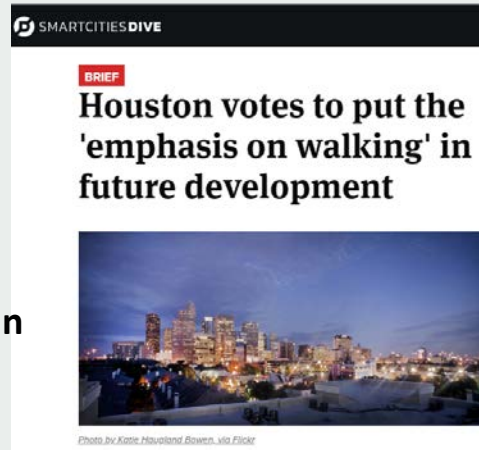 SMARTCITIESDIVE
BRIEF
Houston votes to put the
'emphasis on walking' in
future development
n
Photo by Katie Haugland Bowen, via Flickr